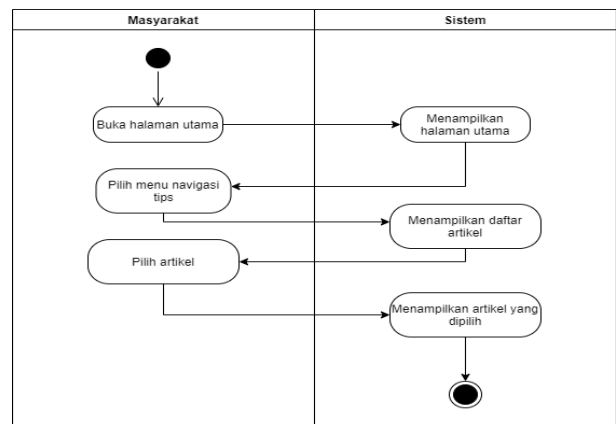 Masyarakat
Sistem
Buka halaman utama
Menampilkan
halaman utama
Pilih menu navigasi
tips
Menampilkan daftar
artikel
Pilih artikel
Menampilkan artikel yang
dipilih